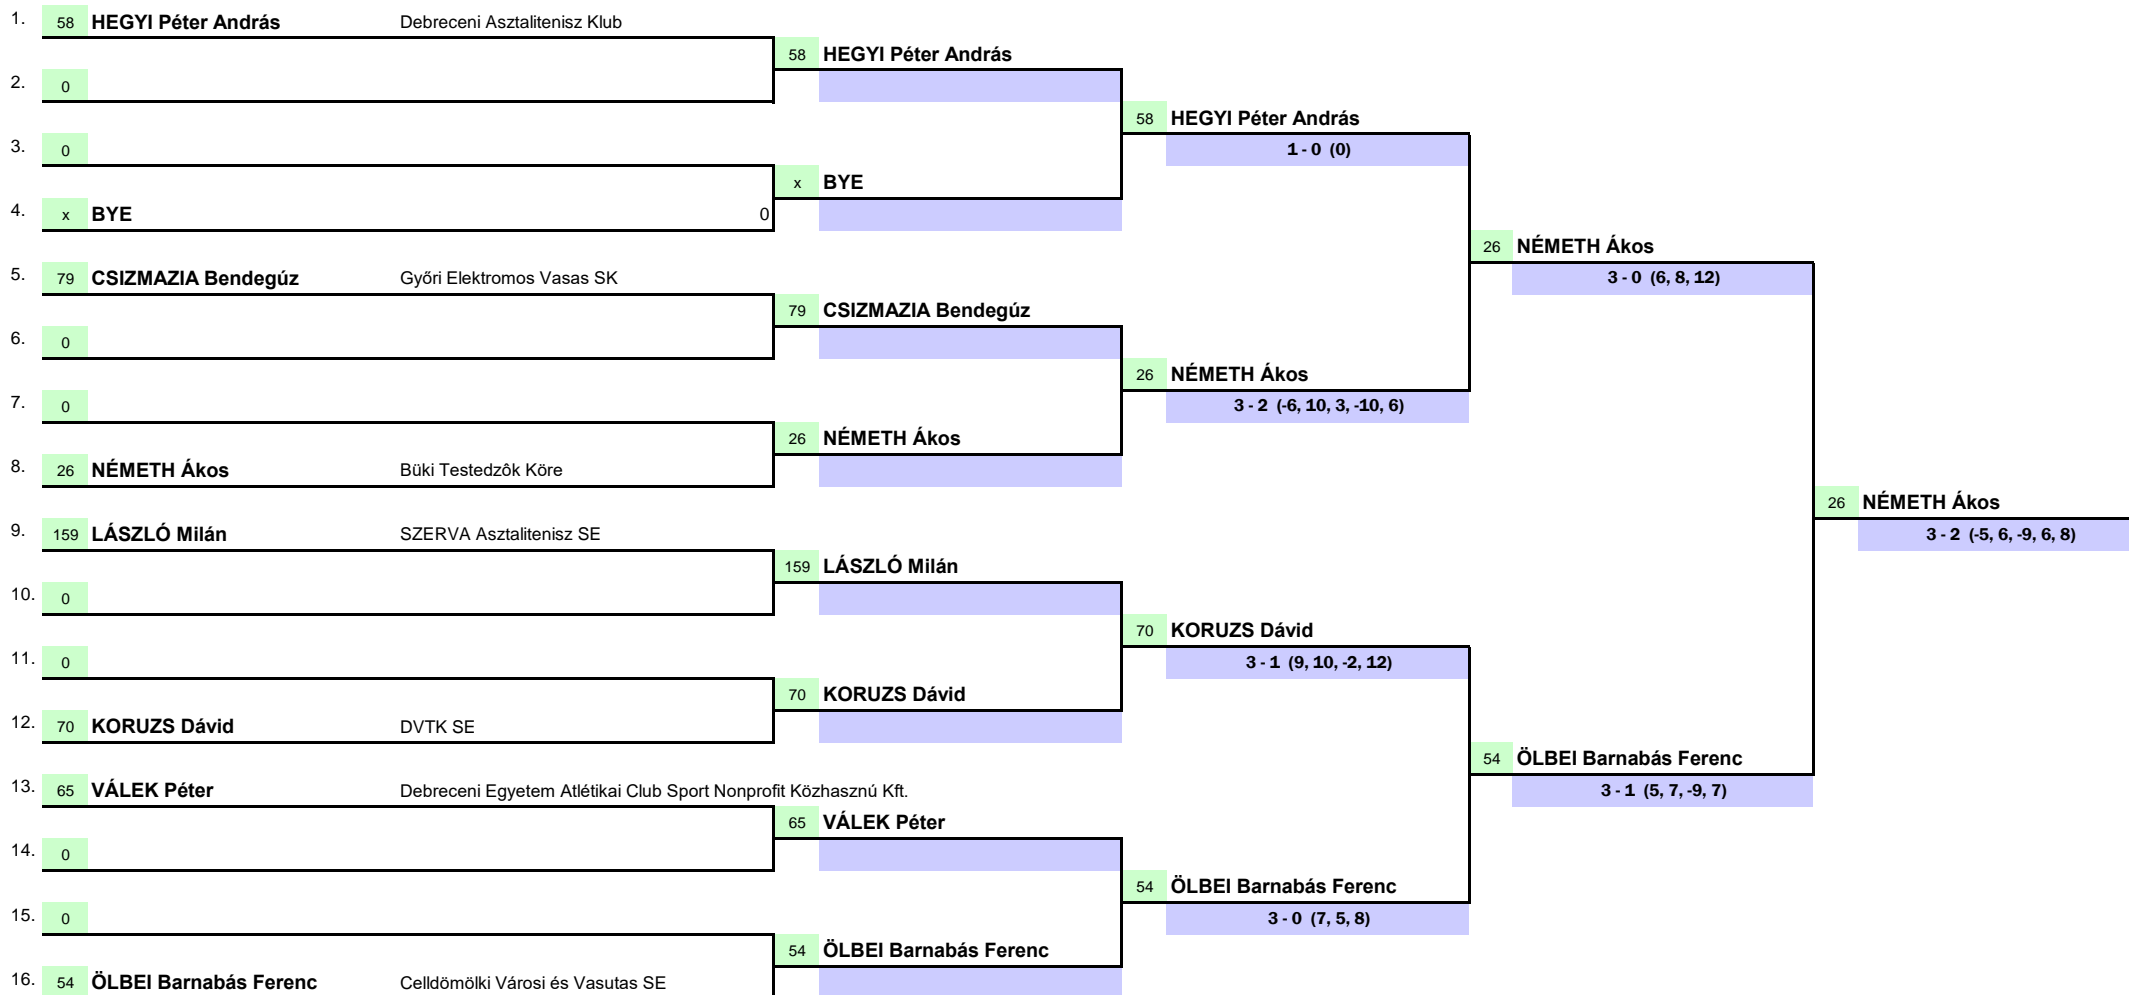 1. 58 HEGYI Péter András Debreceni Asztalitenisz Klub
58 HEGYI Péter András
2. 0
58 HEGYI Péter András
3. 0
1 - 0 (0)
x BYE
4. x BYE 0
26 NÉMETH Ákos
5. 79 CSIZMAZIA Bendegúz Győri Elektromos Vasas SK
3 - 0 (6, 8, 12)
79 CSIZMAZIA Bendegúz
6. 0
26 NÉMETH Ákos
7. 0
3 - 2 (-6, 10, 3, -10, 6)
26 NÉMETH Ákos
8. 26 NÉMETH Ákos Büki Testedzôk Köre
26 NÉMETH Ákos
9. 159 LÁSZLÓ Milán SZERVA Asztalitenisz SE
3 - 2 (-5, 6, -9, 6, 8)
159 LÁSZLÓ Milán
10. 0
70 KORUZS Dávid
11. 0
3 - 1 (9, 10, -2, 12)
70 KORUZS Dávid
12. 70 KORUZS Dávid DVTK SE
54 ÖLBEI Barnabás Ferenc
13. 65 VÁLEK Péter Debreceni Egyetem Atlétikai Club Sport Nonprofit Közhasznú Kft.
3 - 1 (5, 7, -9, 7)
65 VÁLEK Péter
14. 0
54 ÖLBEI Barnabás Ferenc
15. 0
3 - 0 (7, 5, 8)
54 ÖLBEI Barnabás Ferenc
16. 54 ÖLBEI Barnabás Ferenc Celldömölki Városi és Vasutas SE